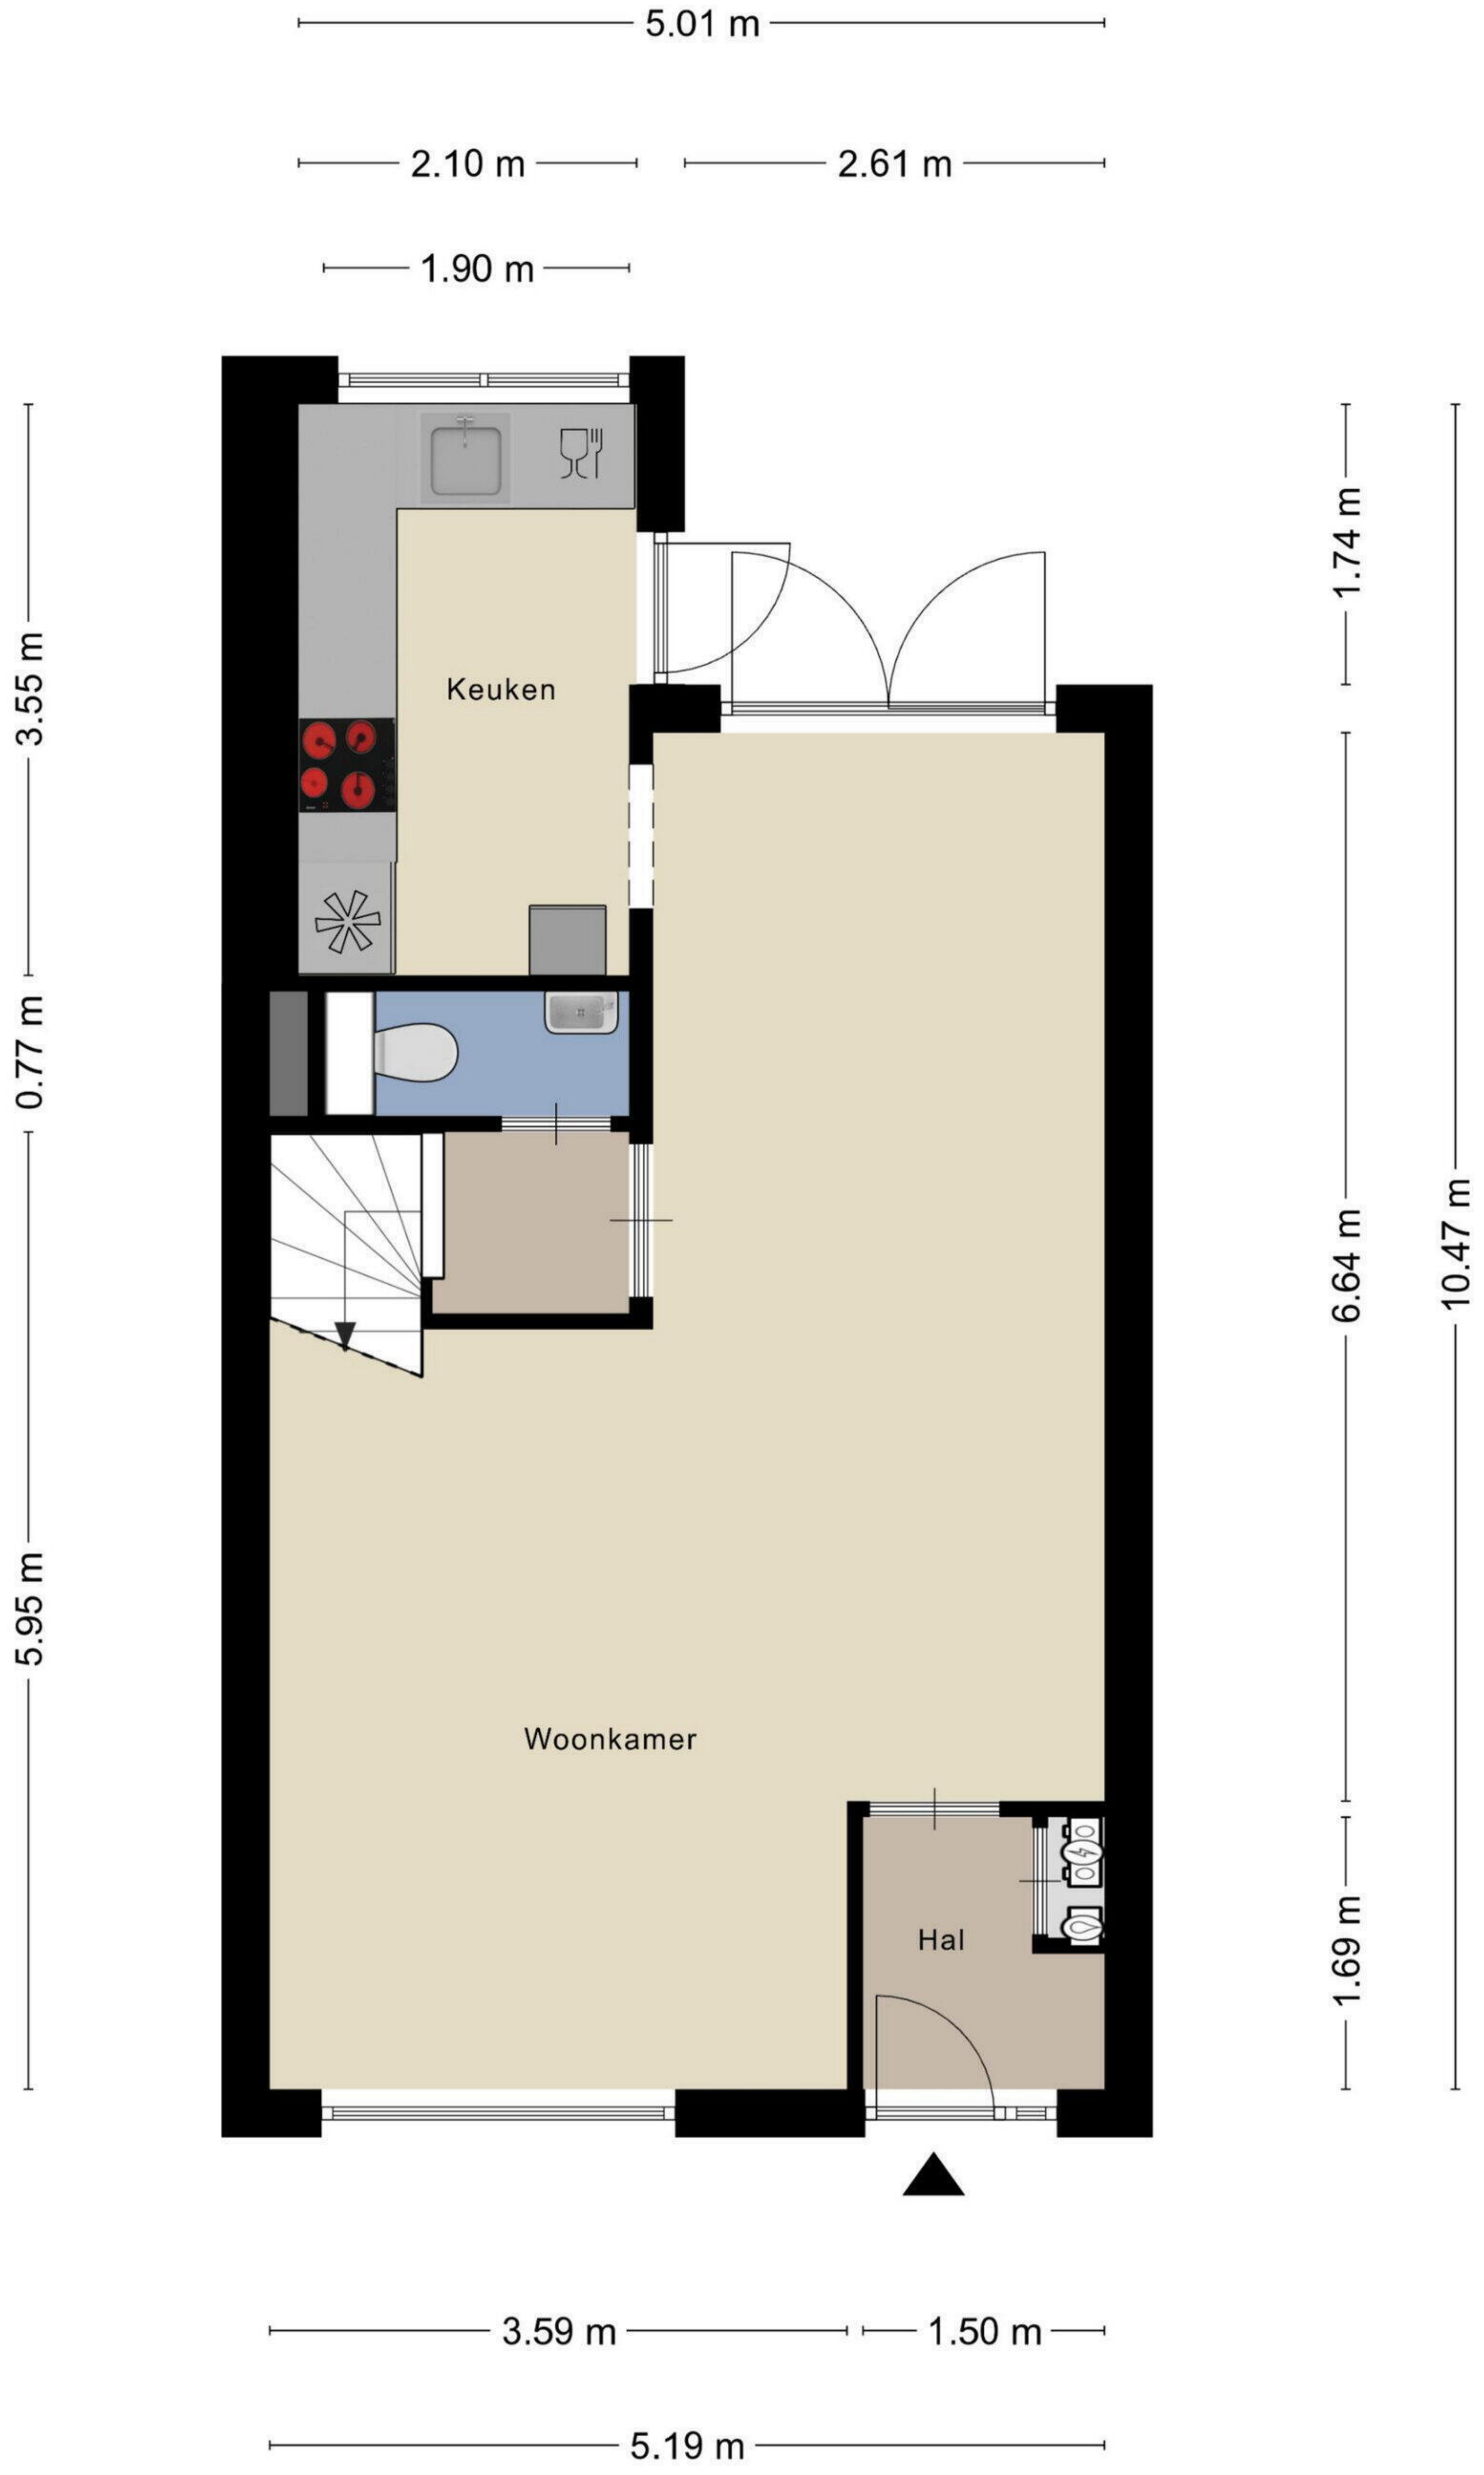 5.01 m
2.10 m
2.61 m
1.90 m
3.55 m
1.74 m
Keuken
0.77 m
6.64 m
10.47 m
5.95 m
Woonkamer
Hal
1.69 m
3.59 m
1.50 m
5.19 m